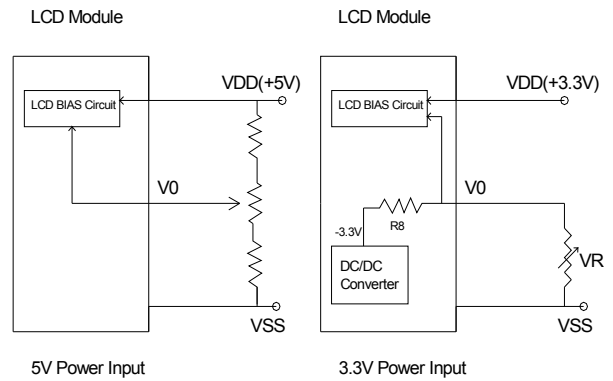 LCD Module
LCD BIAS Circuit
VDD(+5V)
V0
VSS
5V Power Input
LCD Module
LCD BIAS Circuit
VDD(+3.3V)
V0
R8
-3.3V
DC/DC
Converter
VR
VSS
3.3V Power Input